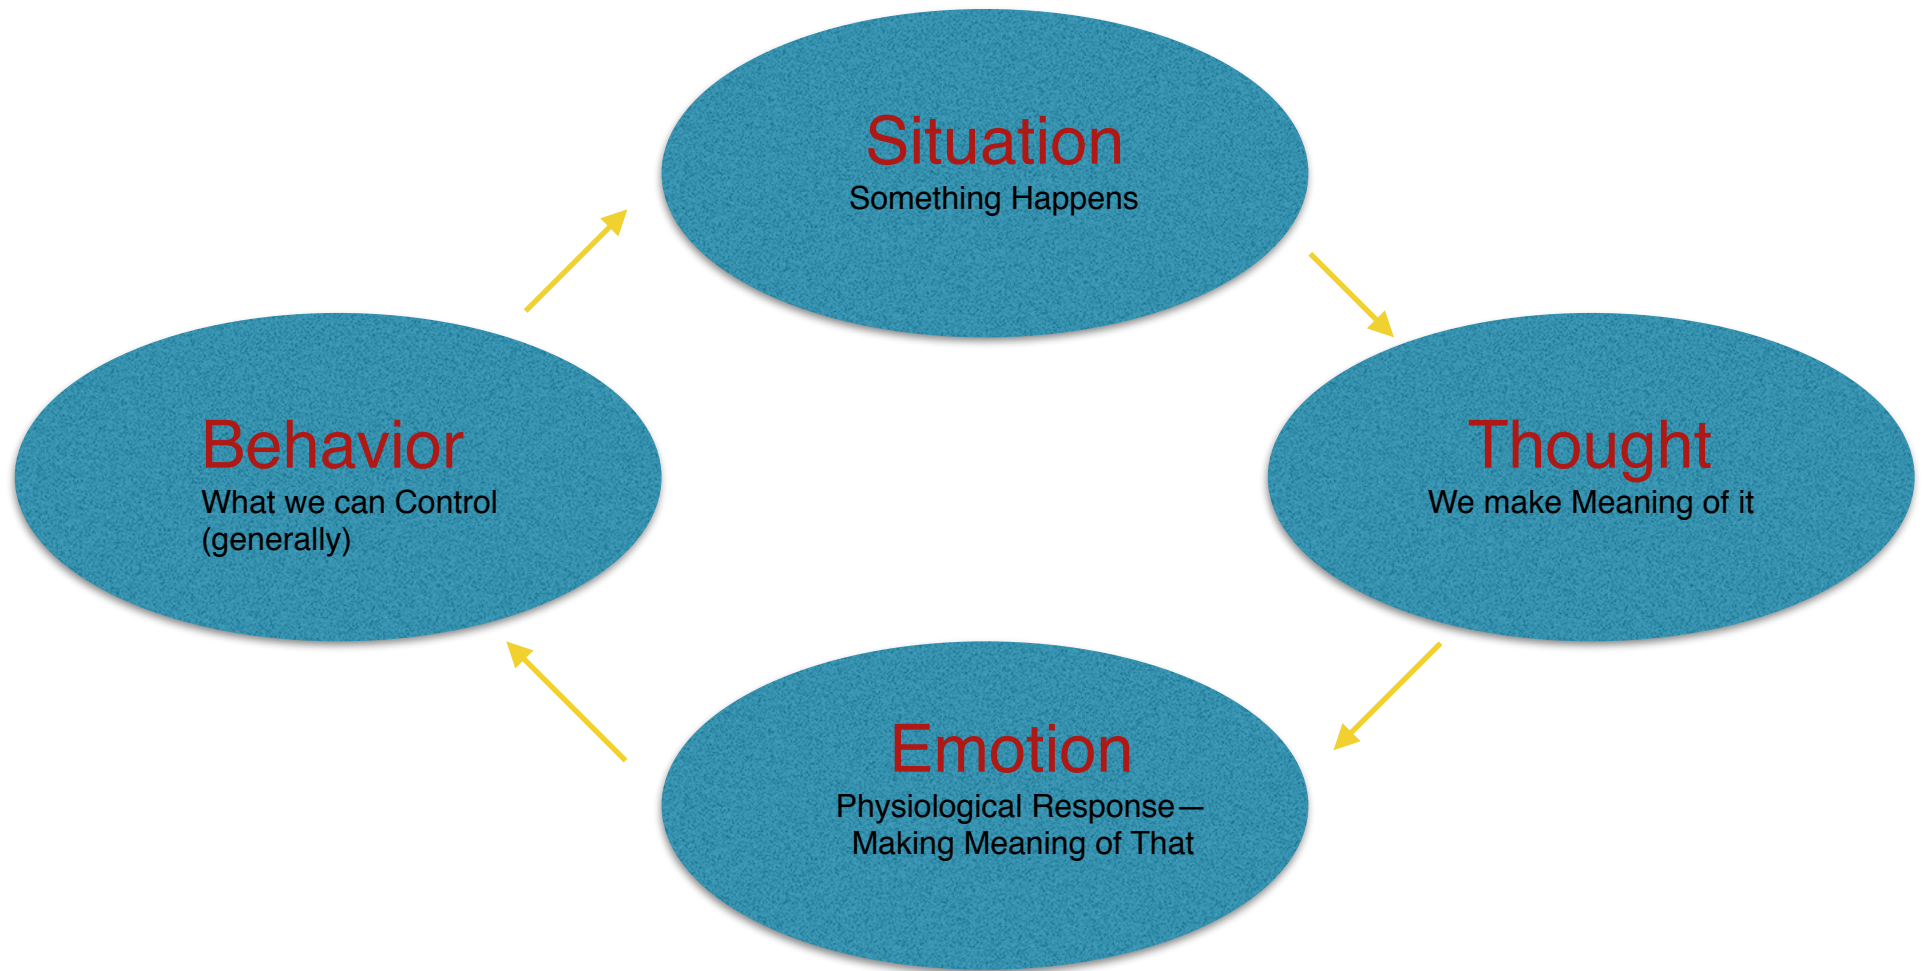 Situation
Something Happens
Thought
We make Meaning of it
Emotion
Physiological Response—
Making Meaning of That
Behavior
What we can Control
(generally)